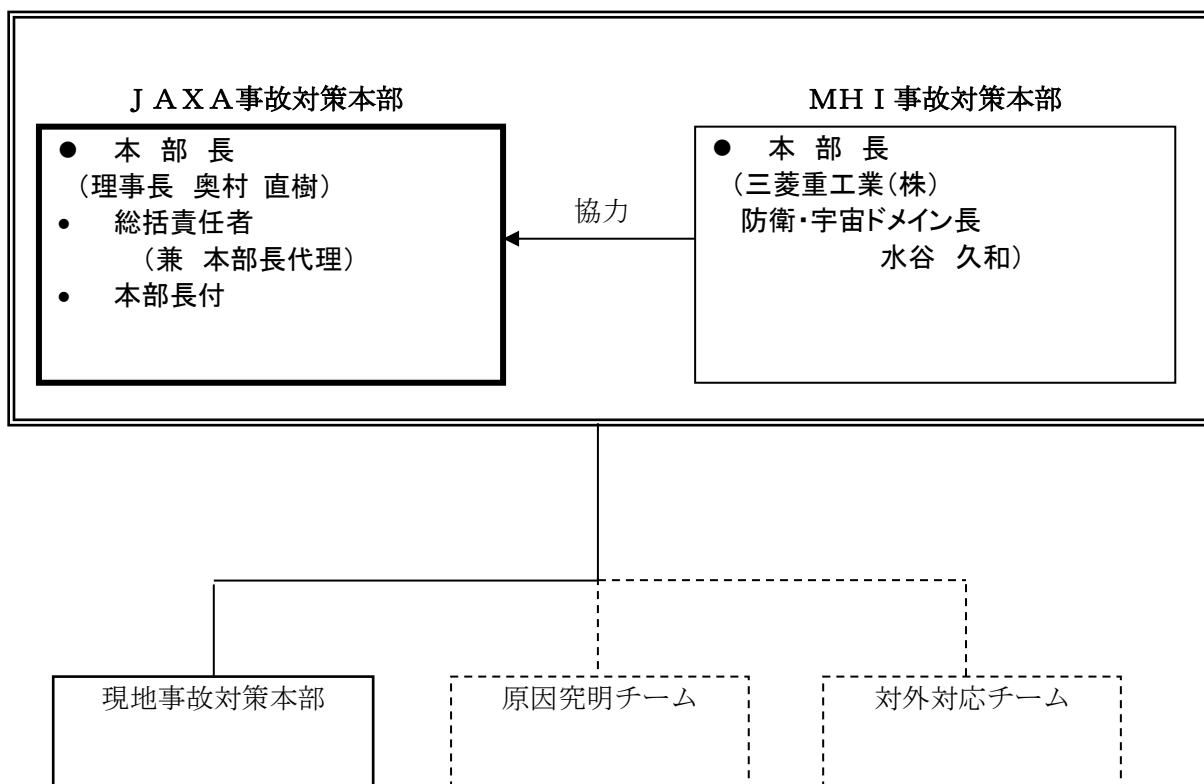 ＪＡＸＡ事故対策本部
● 本 部 長
（理事長 奥村 直樹）
• 総括責任者
（兼 本部長代理）
• 本部長付
協力
ＭＨＩ事故対策本部
● 本 部 長
（三菱重工業（株）
防衛・宇宙ドメイン長
水谷 久和）
現地事故対策本部
原因究明チーム
対外対応チーム